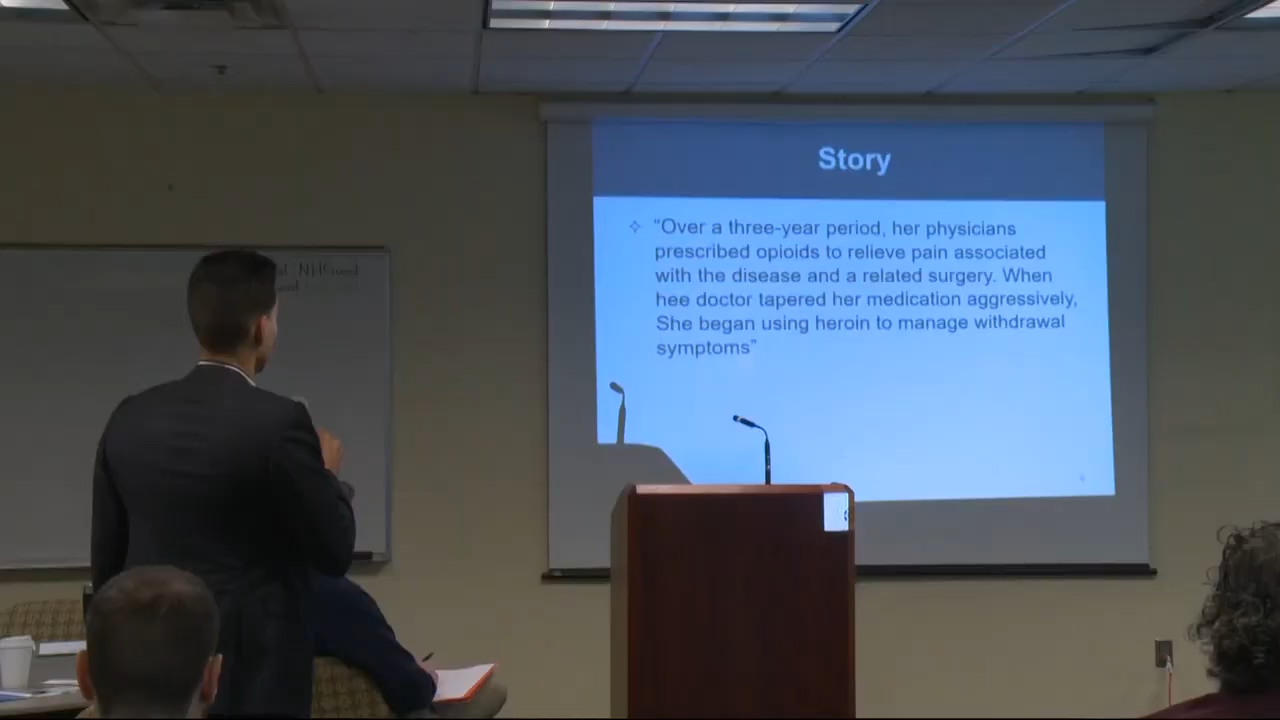 Story
“Over a three-year period, her physicians
prescribed opioids to relieve pain associated
with the disease and a related surgery. When
hee doctor tapered her medication aggressively,
She began using heroin to manage withdrawal
symptoms”